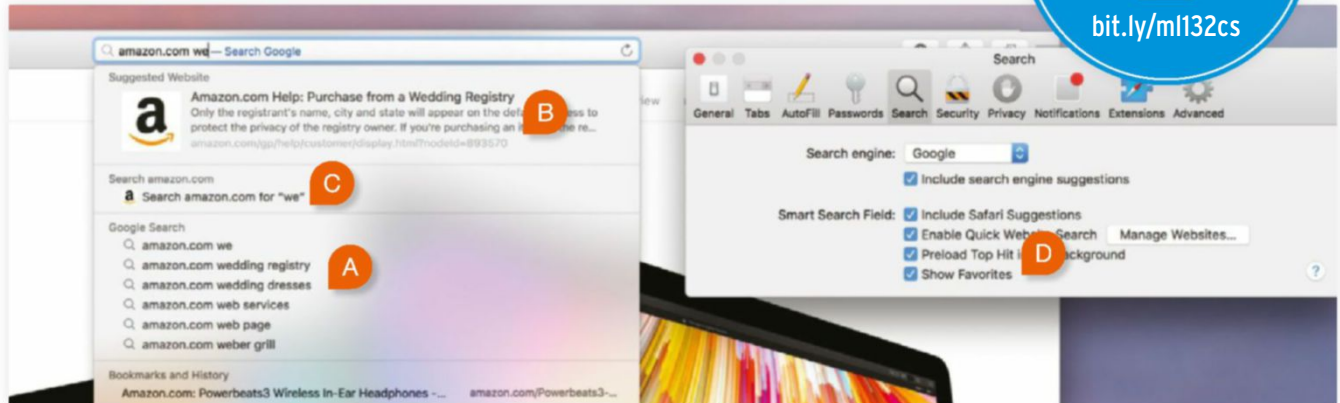 bit.ly/ml132cs
amazon.com we — Search Google
Suggested Website
Amazon.com Help: Purchase from a Wedding Registry
Only the registrant's name, city and state will appear on the to
protect the privacy of the registry owner. If you're purchasing an the re...
amazon.com/gp/help/customer/display.html?nodeId=893570
B
Search amazon.com
a Search amazon.com for "we"
C
Google Search
amazon.com we
amazon.com wedding registry
amazon.com wedding dresses
amazon.com web services
amazon.com web page
amazon.com weber grill
A
Bookmarks and History
Amazon.com: Powerbeats3 Wireless In-Ear Headphones -... amazon.com/Powerbeats3-...
Search
General Tabs AutoFill Passwords Search Security Privacy Notifications Extensions Advanced
Search engine: Google
Include search engine suggestions
Smart Search Field: Include Safari Suggestions
Enable Quick Search Manage Websites...
Preload Top Hit
Show Favorites
D
?